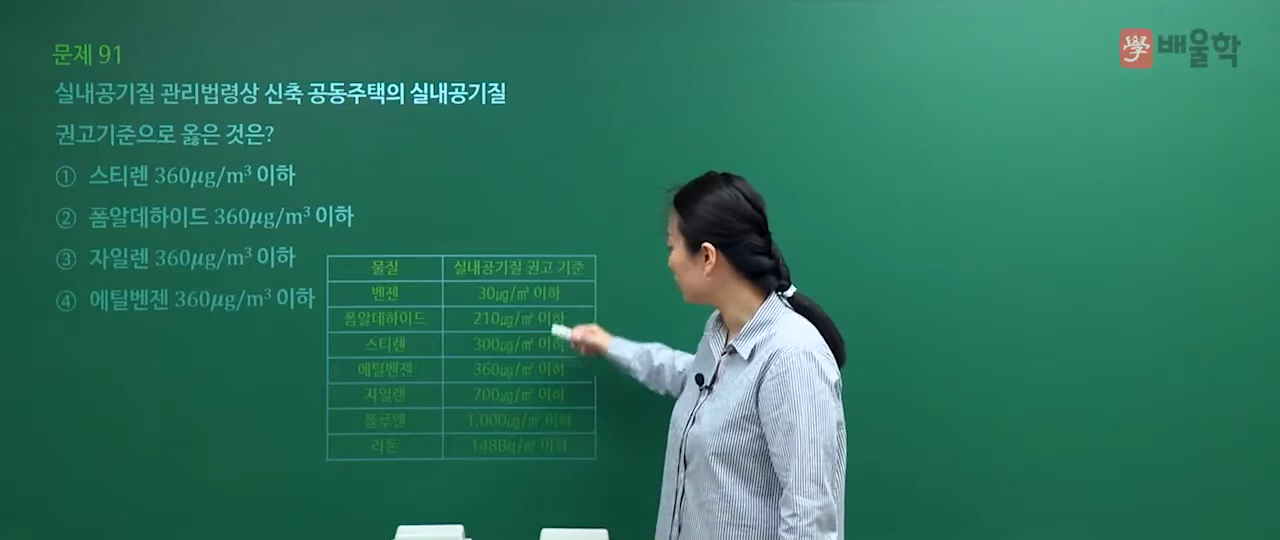 문제 91
學 배울학
실내공기질 관리법령상 신축 공동주택의 실내공기질
권고기준으로 옳은 것은?
① 스티렌 360μg/m³ 이하
② 폼알데하이드 360μg/m³ 이하
③ 자일렌 360μg/m³ 이하
④ 에틸벤젠 360μg/m³ 이하
물질 실내공기질 권고 기준
벤젠 30㎍/㎥ 이하
폼알데하이드 210㎍/㎥ 이하
스티렌 300㎍/㎥ 이하
에틸벤젠 360㎍/㎥ 이하
자일렌 700㎍/㎥ 이하
톨루엔 1,000㎍/㎥ 이하
라돈 148Bq/㎥ 이하